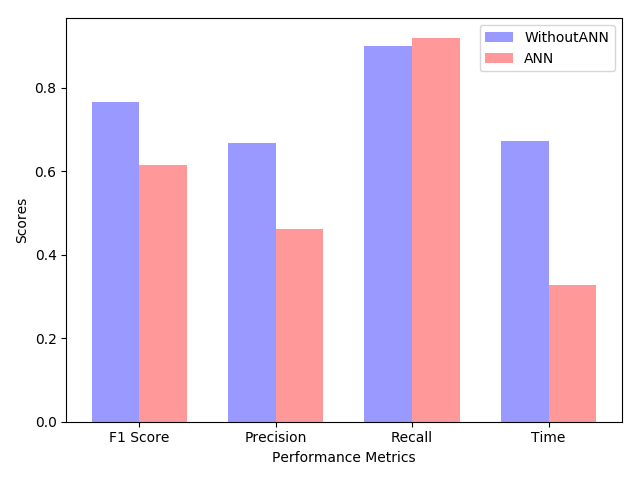 WithoutANN
ANN
0.8
0.6
0.4
0.2
0.0
Scores
F1 Score Precision Recall Time
Performance Metrics